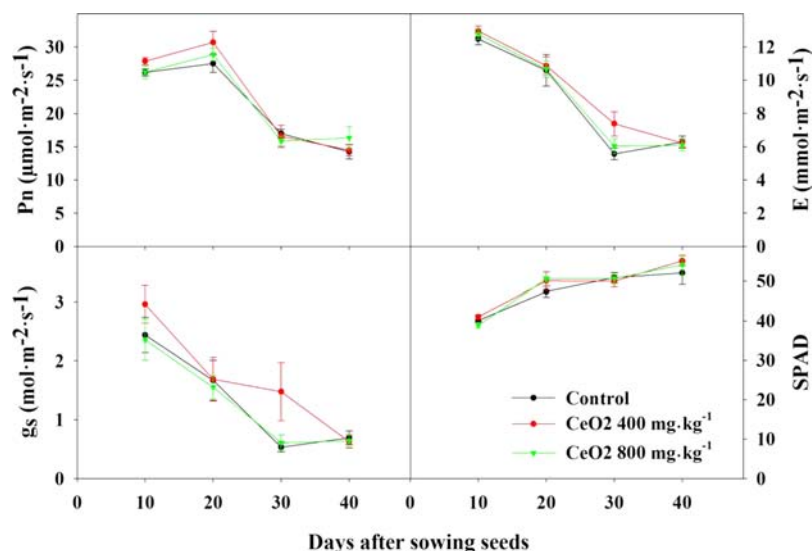 Pn (μmol·m-2·s-1)
30
25
20
15
10
5
0
E (mmol·m-2·s-1)
12
10
8
6
4
2
0
gs (mol·m-2·s-1)
3
2
1
0
SPAD
50
40
30
20
10
0
Control
CeO2 400 mg·kg-1
CeO2 800 mg·kg-1
0 10 20 30 40 0 10 20 30 40
Days after sowing seeds